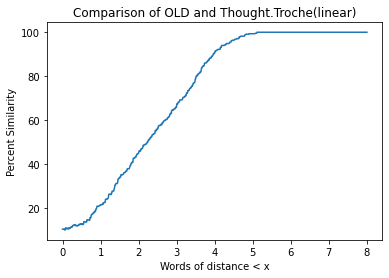 Comparison of OLD and Thought.Troche(linear)
Percent Similarity
100
80
60
40
20
0 1 2 3 4 5 6 7 8
Words of distance < x